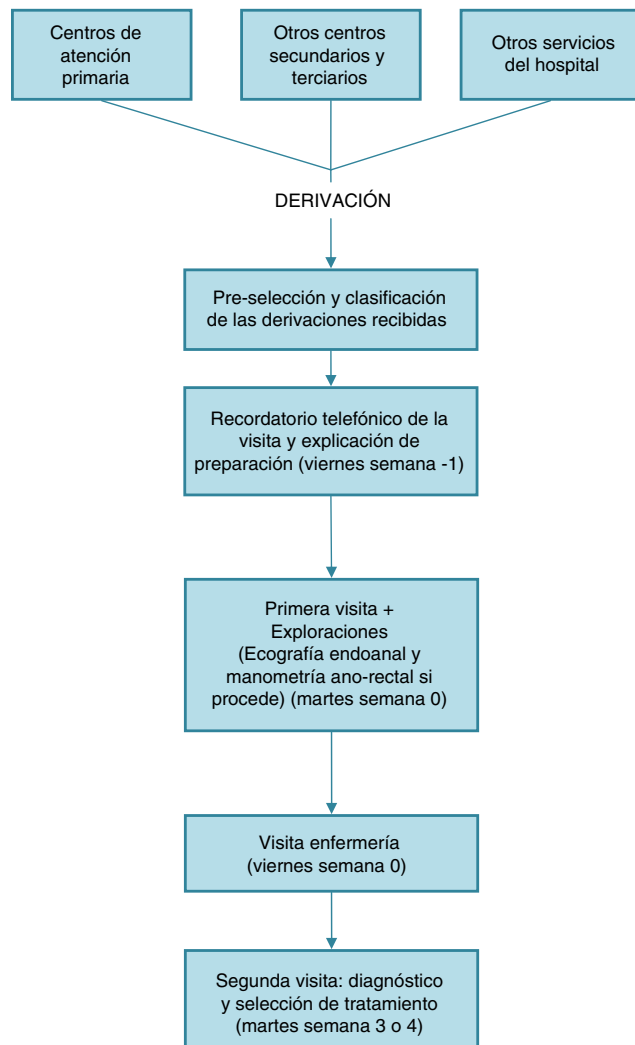 Centros de
atención
primaria
Otros centros
secundarios y
terciarios
Otros servicios
del hospital
DERIVACIÓN
Pre-selección y clasificación
de las derivaciones recibidas
Recordatorio telefónico de la
visita y explicación de
preparación (viernes semana -1)
Primera visita +
Exploraciones
(Ecografía endoanal y
manometría ano-rectal si
procede) (martes semana 0)
Visita enfermería
(viernes semana 0)
Segunda visita: diagnóstico
y selección de tratamiento
(martes semana 3 o 4)